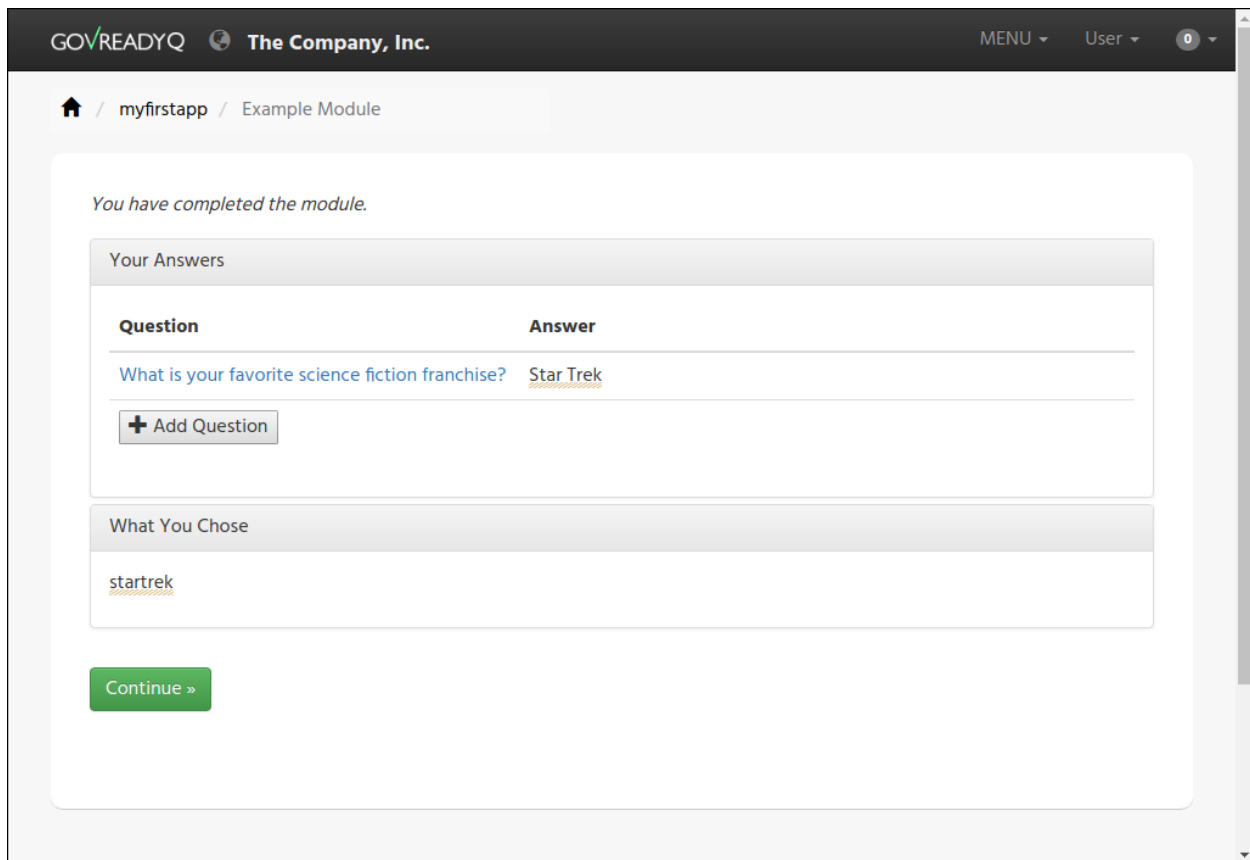 GOVREADYQ The Company, Inc. MENU User 0
/ myfirstapp / Example Module
You have completed the module.
Your Answers
Question Answer
What is your favorite science fiction franchise? Star Trek
+ Add Question
What You Chose
startrek
Continue »